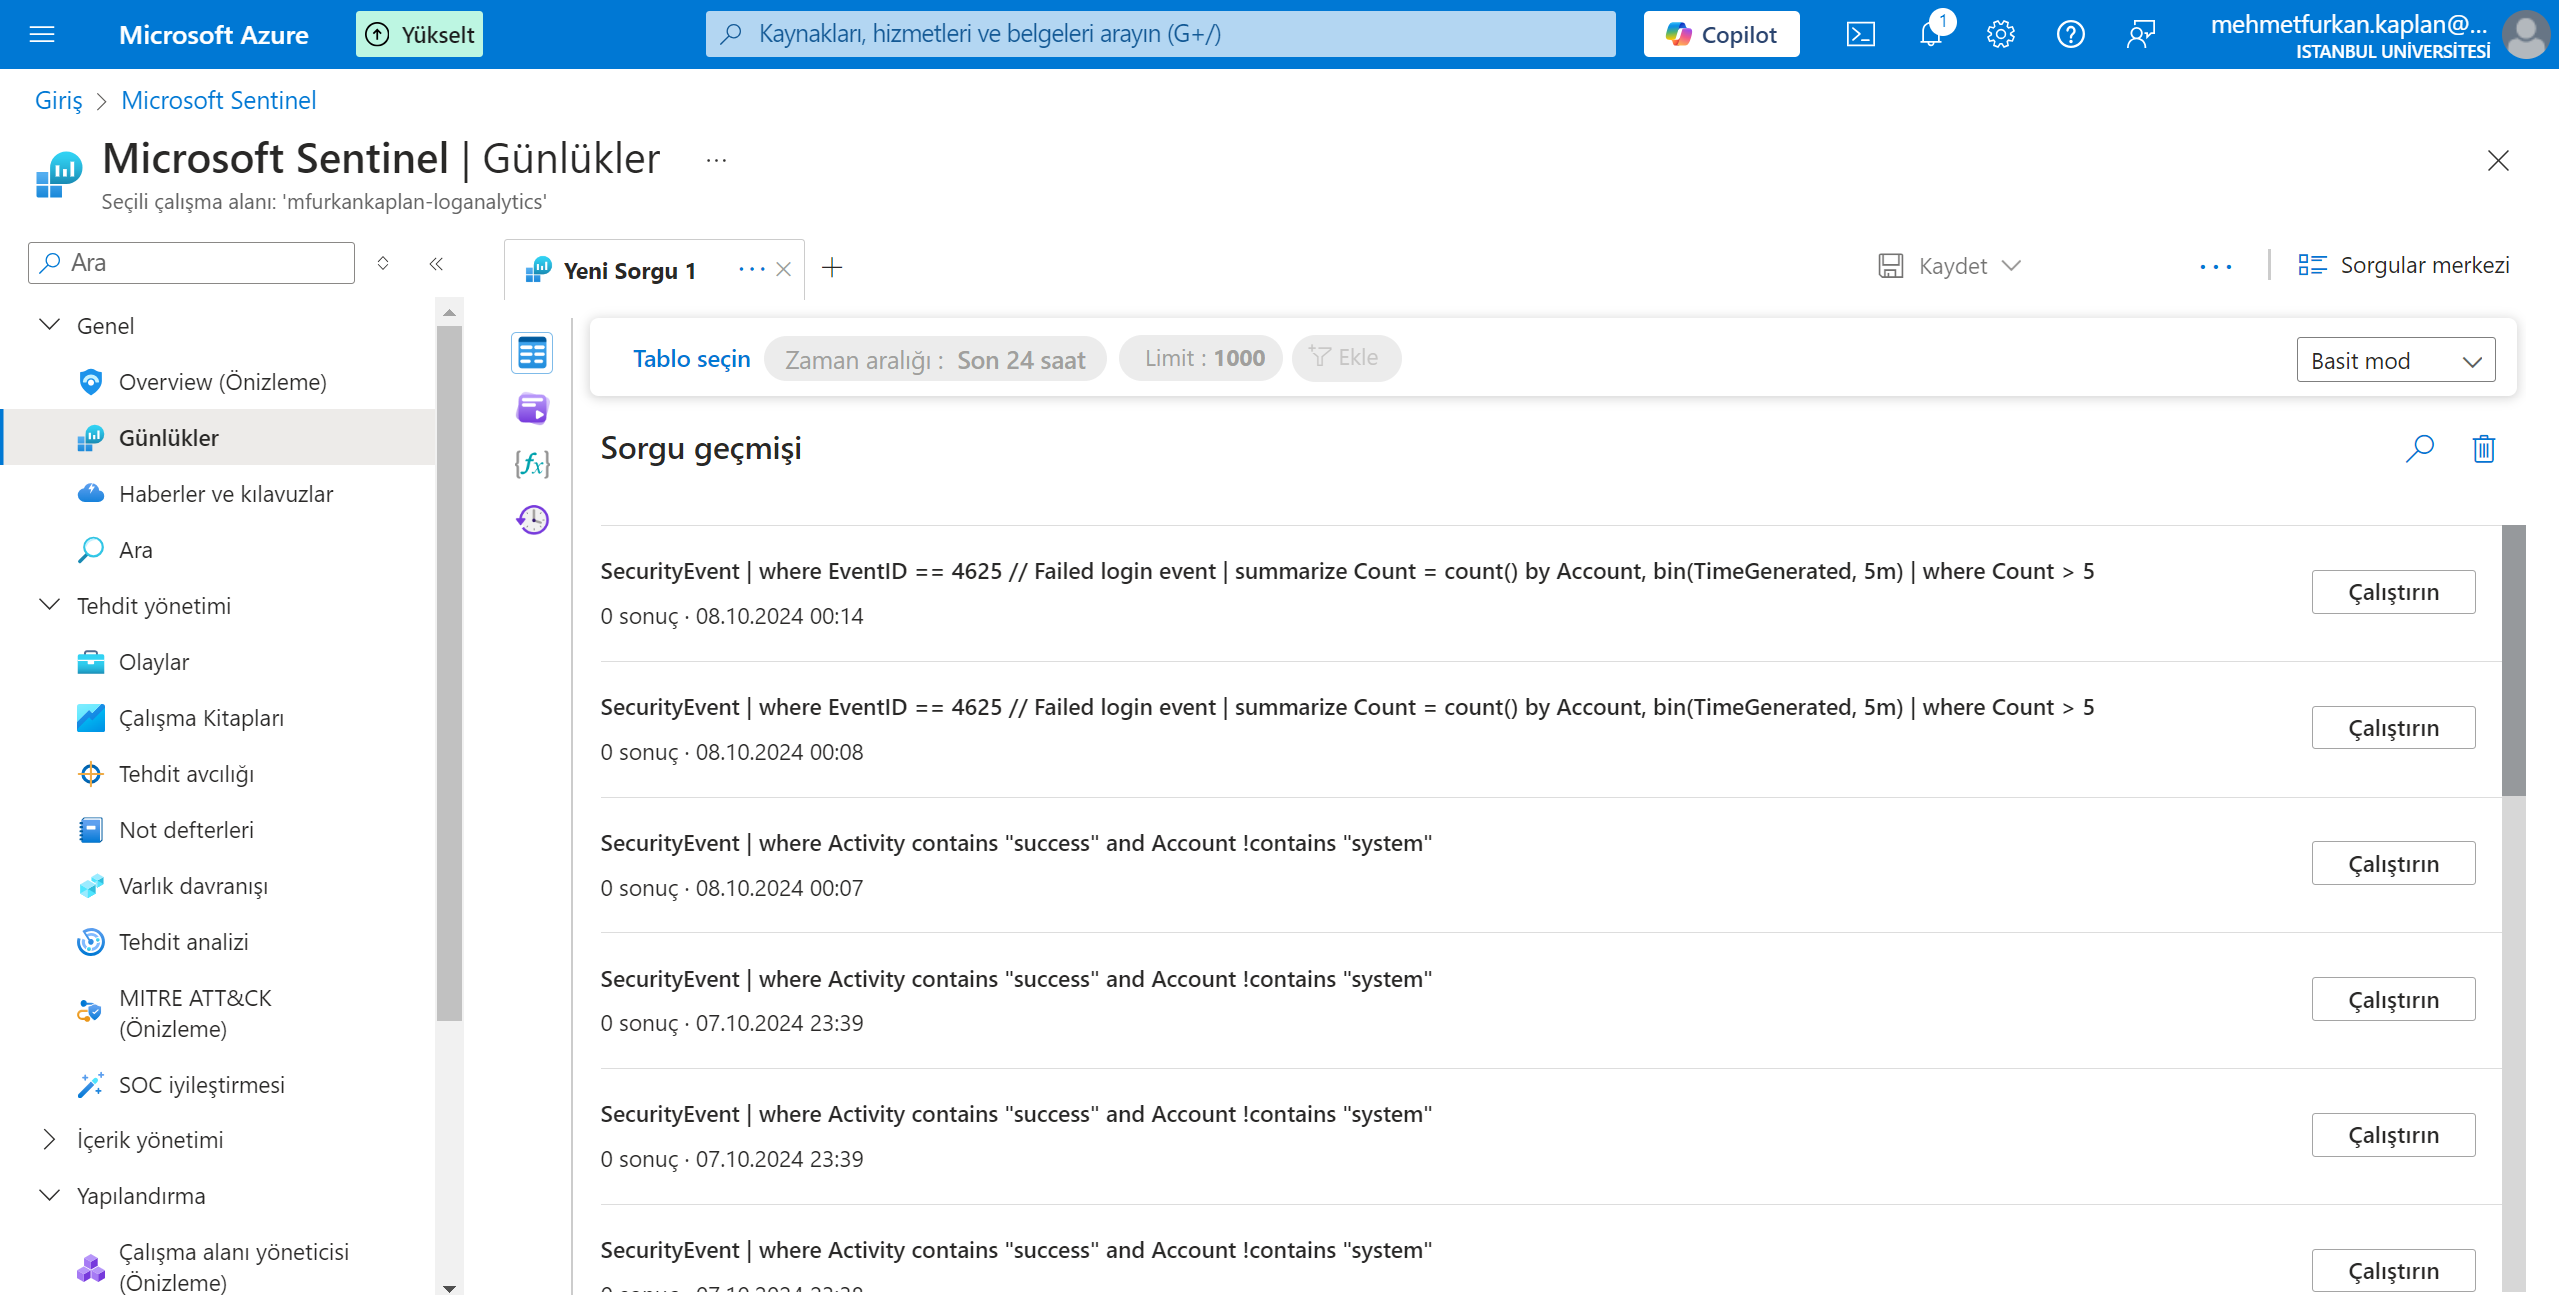 Microsoft Azure
Yükselt
Kaynakları, hizmetleri ve belgeleri arayın (G+/)
Copilot
1
mehmetfurkan.kaplan@...
ISTANBUL UNİVERSİTESİ
Giriş > Microsoft Sentinel
Microsoft Sentinel | Günlükler ...
Seçili çalışma alanı: 'mfurkankaplan-loganalytics'
Ara
Genel
Overview (Önizleme)
Günlükler
Haberler ve kılavuzlar
Ara
Tehdit yönetimi
Olaylar
Çalışma Kitapları
Tehdit avcılığı
Not defterleri
Varlık davranışı
Tehdit analizi
MITRE ATT&CK
(Önizleme)
SOC iyileştirmesi
İçerik yönetimi
Yapılandırma
Çalışma alanı yöneticisi
(Önizleme)
Yeni Sorgu 1
Kaydet
Sorgular merkezi
Tablo seçin
Zaman aralığı : Son 24 saat
Limit : 1000
Ekle
Basit mod
Sorgu geçmişi
SecurityEvent | where EventID == 4625 // Failed login event | summarize Count = count() by Account, bin(TimeGenerated, 5m) | where Count > 5
0 sonuç · 08.10.2024 00:14
Çalıştırın
SecurityEvent | where EventID == 4625 // Failed login event | summarize Count = count() by Account, bin(TimeGenerated, 5m) | where Count > 5
0 sonuç · 08.10.2024 00:08
Çalıştırın
SecurityEvent | where Activity contains "success" and Account !contains "system"
0 sonuç · 08.10.2024 00:07
Çalıştırın
SecurityEvent | where Activity contains "success" and Account !contains "system"
0 sonuç · 07.10.2024 23:39
Çalıştırın
SecurityEvent | where Activity contains "success" and Account !contains "system"
0 sonuç · 07.10.2024 23:39
Çalıştırın
SecurityEvent | where Activity contains "success" and Account !contains "system"
Çalıştırın